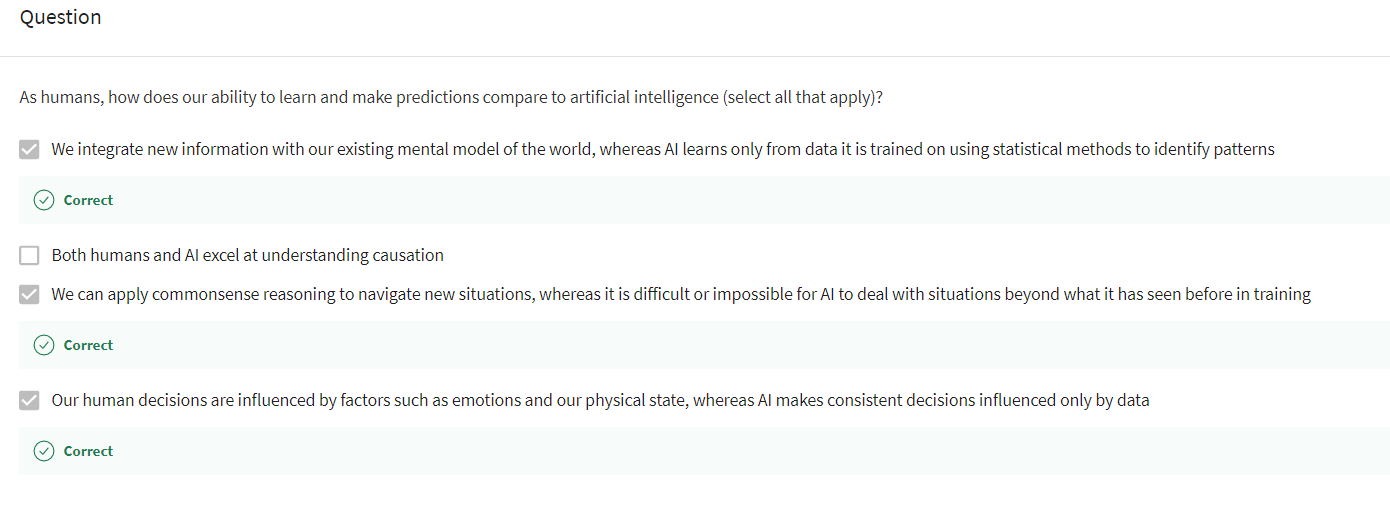 Question
As humans, how does our ability to learn and make predictions compare to artificial intelligence (select all that apply)?
We integrate new information with our existing mental model of the world, whereas AI learns only from data it is trained on using statistical methods to identify patterns
Correct
Both humans and AI excel at understanding causation
We can apply commonsense reasoning to navigate new situations, whereas it is difficult or impossible for AI to deal with situations beyond what it has seen before in training
Correct
Our human decisions are influenced by factors such as emotions and our physical state, whereas AI makes consistent decisions influenced only by data
Correct